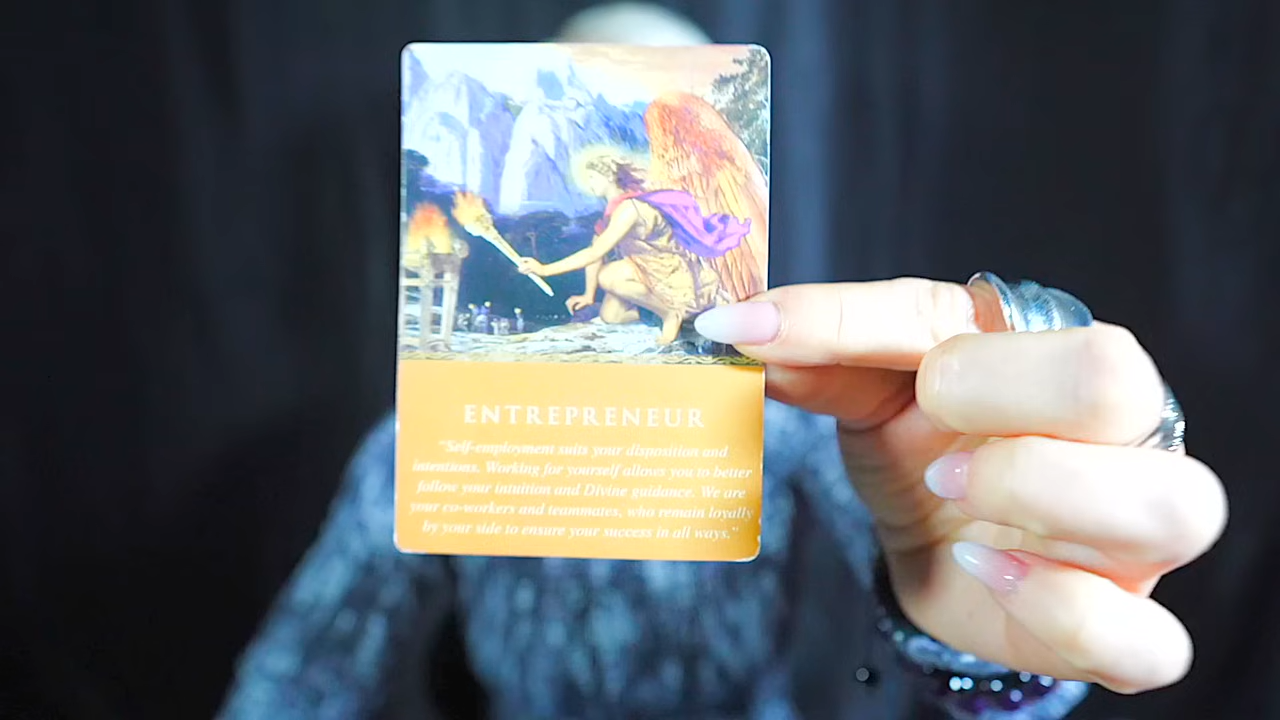 ENTREPRENEUR
"Self-employment suits your disposition and
intentions. Working for yourself allows you to better
follow your intuition and Divine guidance. We are
your co-workers and teammates, who remain loyally
by your side to ensure your success in all ways."